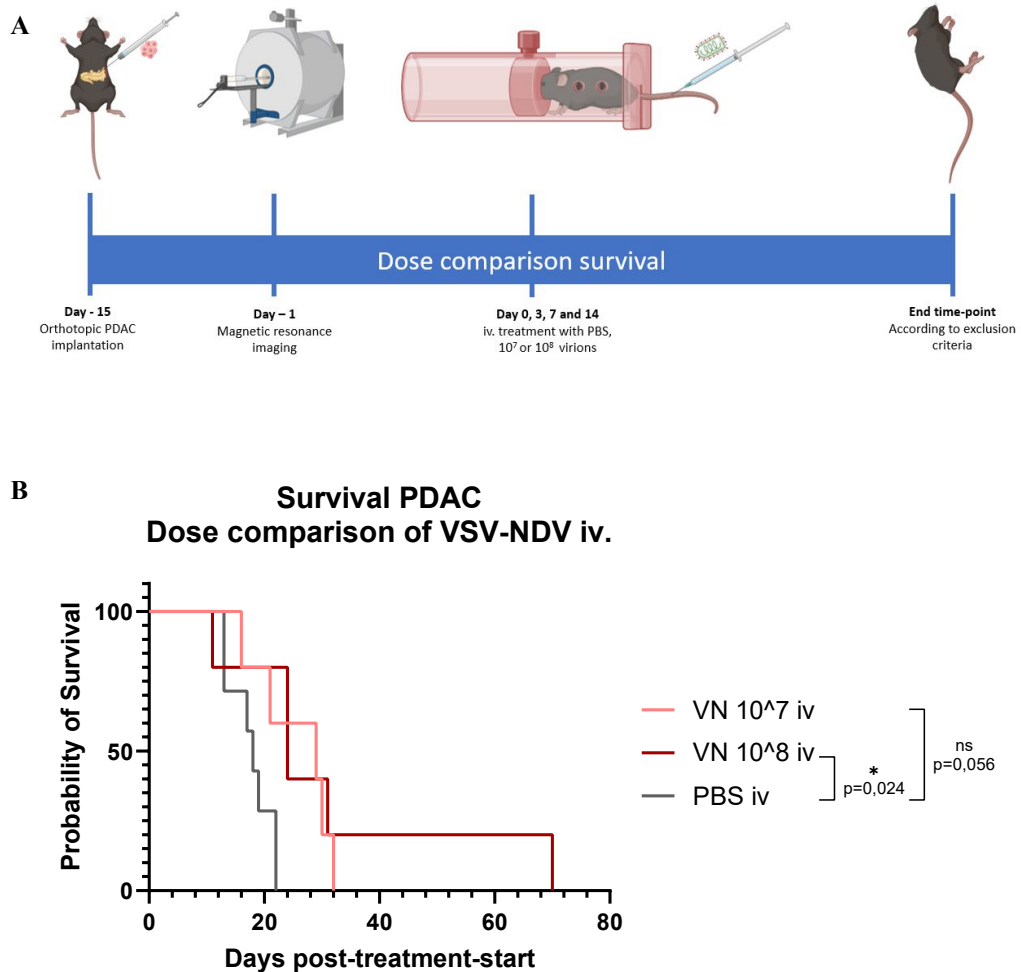 A
Dose comparison survival
Day - 15
Orthotopic PDAC
implantation
Day – 1
Magnetic resonance
imaging
Day 0, 3, 7 and 14
iv. treatment with PBS,
10⁷ or 10⁸ virions
End time-point
According to exclusion
criteria
B
Survival PDAC
Dose comparison of VSV-NDV iv.
Probability of Survival
100
50
0
0 20 40 60 80
Days post-treatment-start
VN 10^7 iv
VN 10^8 iv
PBS iv
*
p=0,024
ns
p=0,056